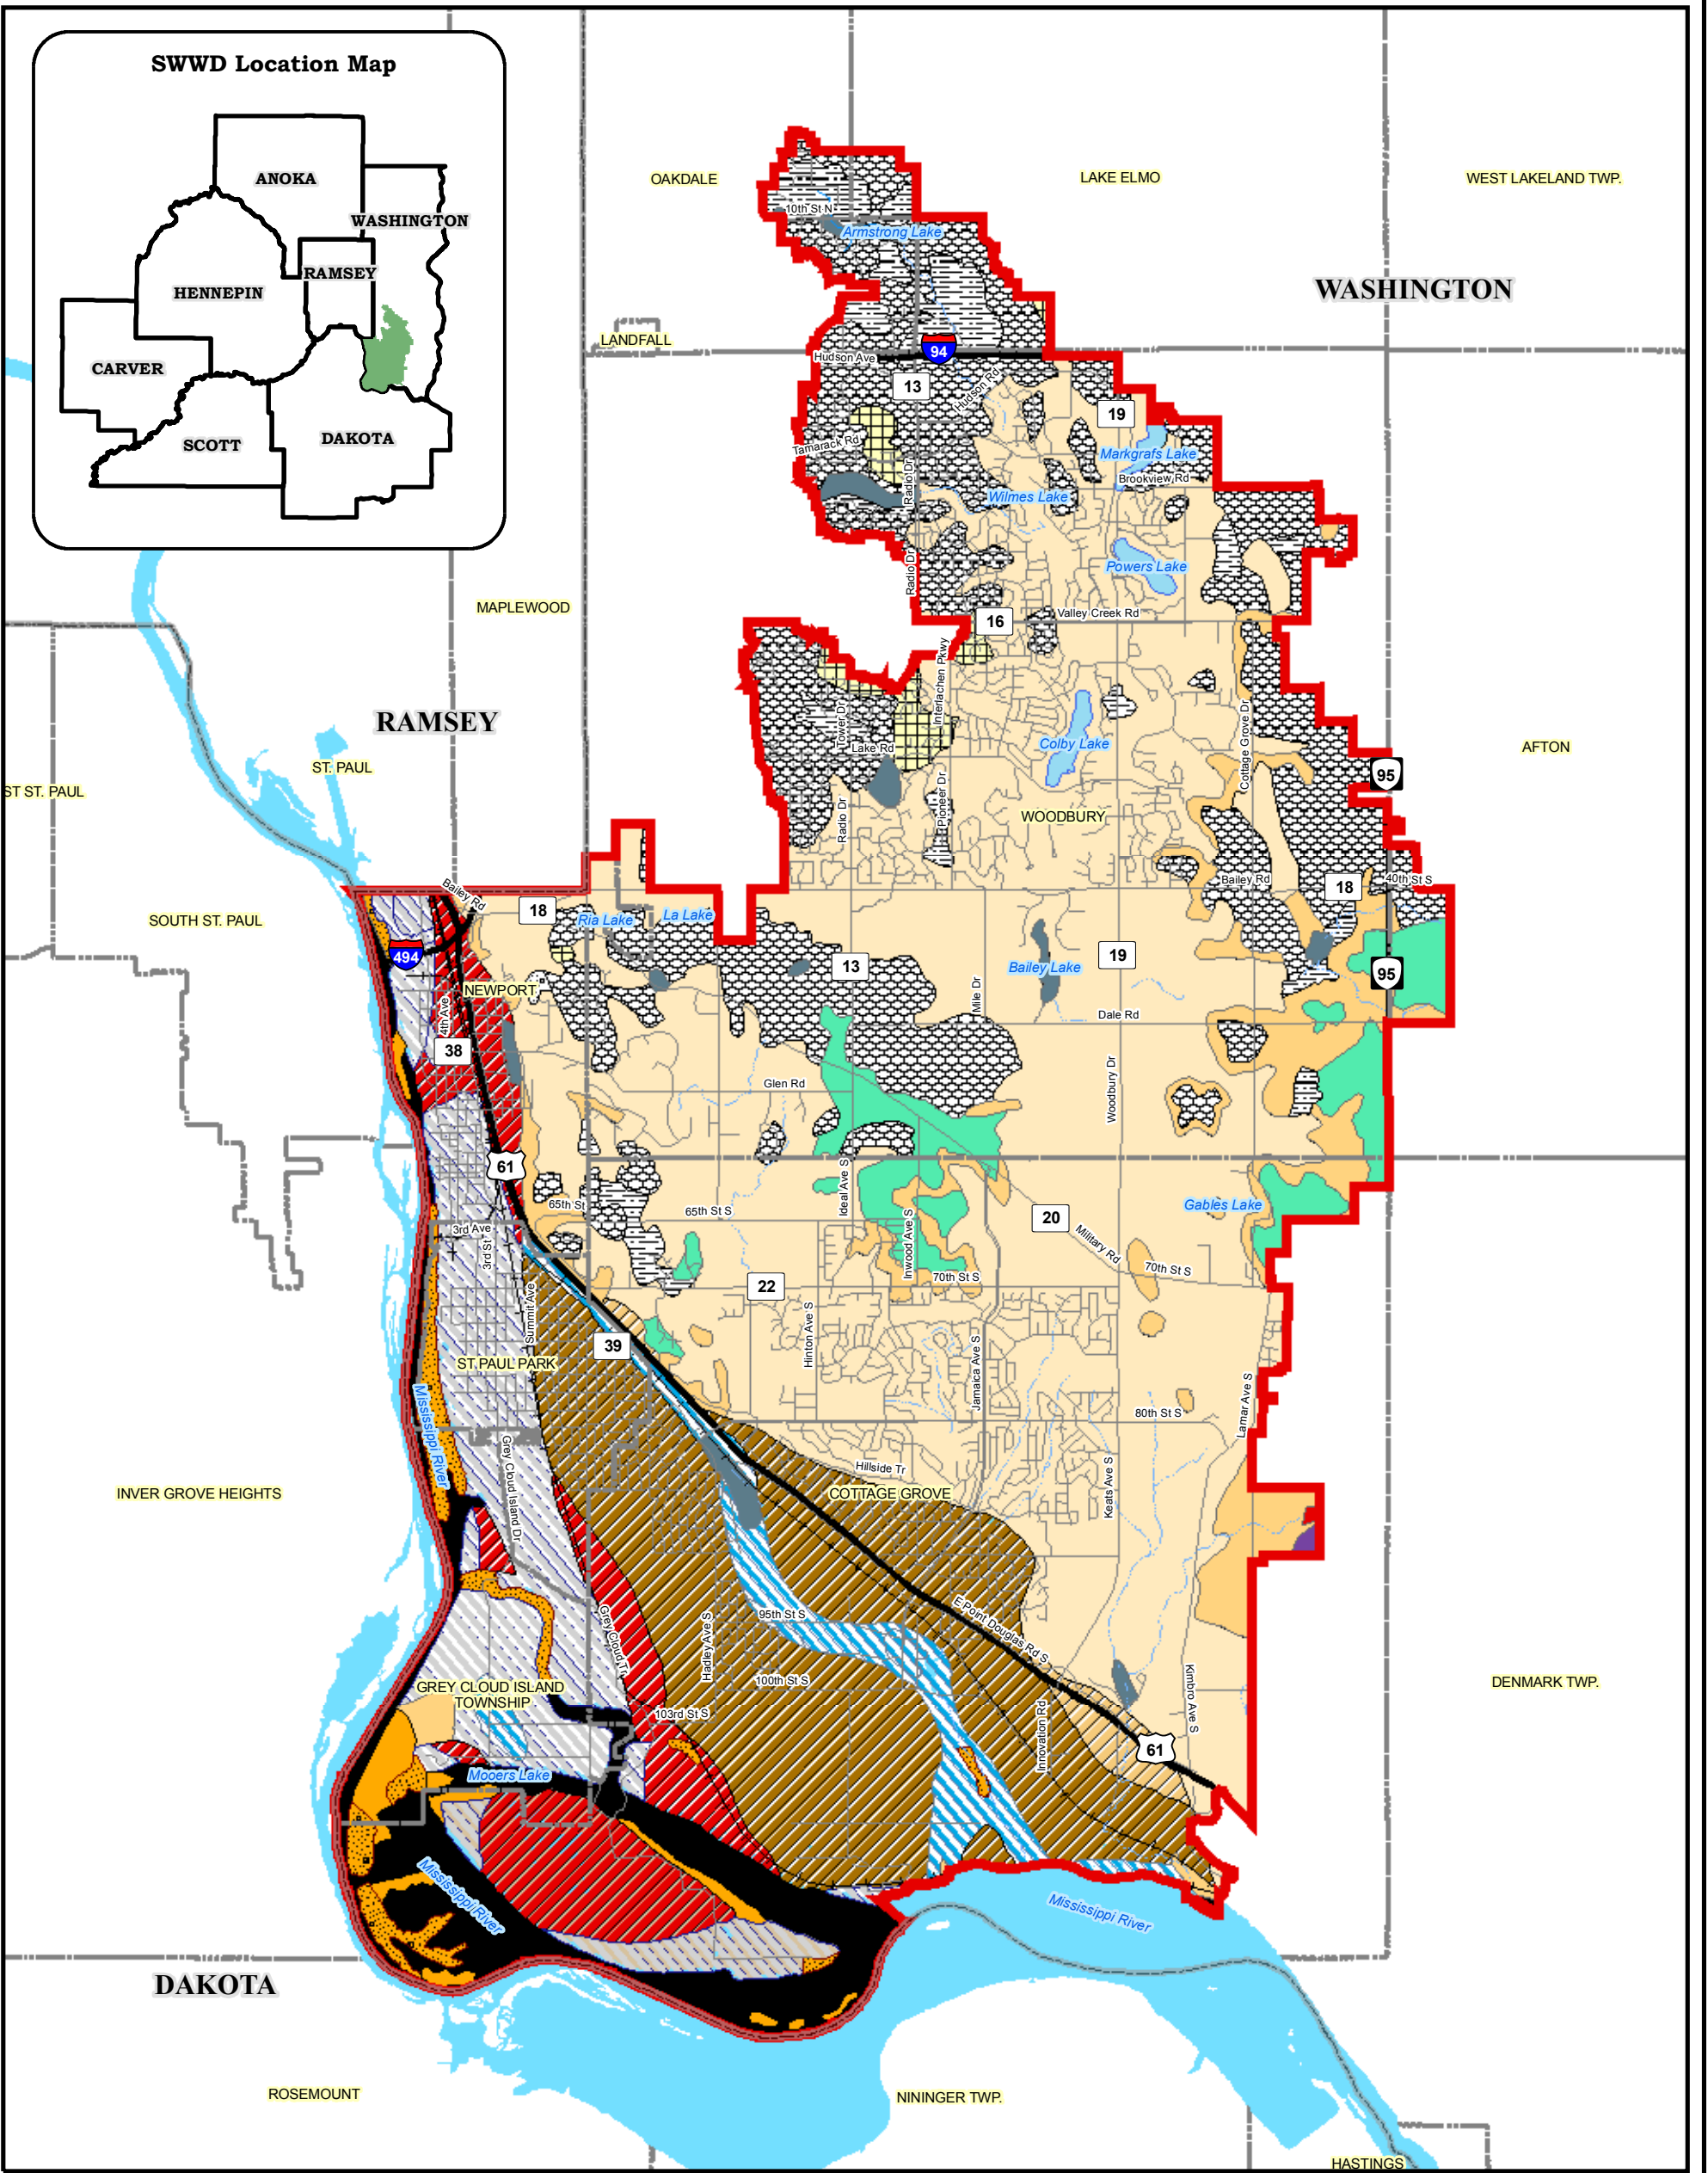 SWWD Location Map
ANOKA
WASHINGTON
RAMSEY
HENNEPIN
CARVER
SCOTT
DAKOTA
OAKDALE
LAKE ELMO
WEST LAKELAND TWP.
10th St N
Armstrong Lake
WASHINGTON
LANDFALL
94
Hudson Ave
13
Hudson Rd
19
Tamarack Rd
Markgrafs Lake
Radio Dr
Brookview Rd
Wilmes Lake
Radio Dr
Powers Lake
MAPLEWOOD
16
Valley Creek Rd
Interlachen Pkwy
RAMSEY
Tower Dr
Lake Rd
Colby Lake
Cottage Grove Dr
AFTON
ST. PAUL
95
ST ST. PAUL
Radio Dr
Pioneer Dr
WOODBURY
Bailey Rd
Bailey Rd
18
40th St S
18
Ria Lake
La Lake
SOUTH ST. PAUL
494
13
Bailey Lake
19
95
NEWPORT
4th Ave
Mile Dr
Dale Rd
38
Glen Rd
Woodbury Dr
61
65th St
65th St S
Ideal Ave S
Gables Lake
20
3rd Ave
3rd St
Inwood Ave S
Military Rd
70th St S
70th St S
22
Summit Ave
Hinton Ave S
39
ST. PAUL PARK
Jamaica Ave S
Mississippi River
80th St S
Lamar Ave S
Grey Cloud Island Dr
Hillside Tr
Keats Ave S
INVER GROVE HEIGHTS
COTTAGE GROVE
Grey Cloud Tr
Hadley Ave S
95th St S
E Point Douglas Rd S
100th St S
GREY CLOUD ISLAND
TOWNSHIP
103rd St S
Innovation Rd
Kimbro Ave S
DENMARK TWP.
61
Mooers Lake
Mississippi River
Mississippi River
DAKOTA
ROSEMOUNT
NININGER TWP.
HASTINGS